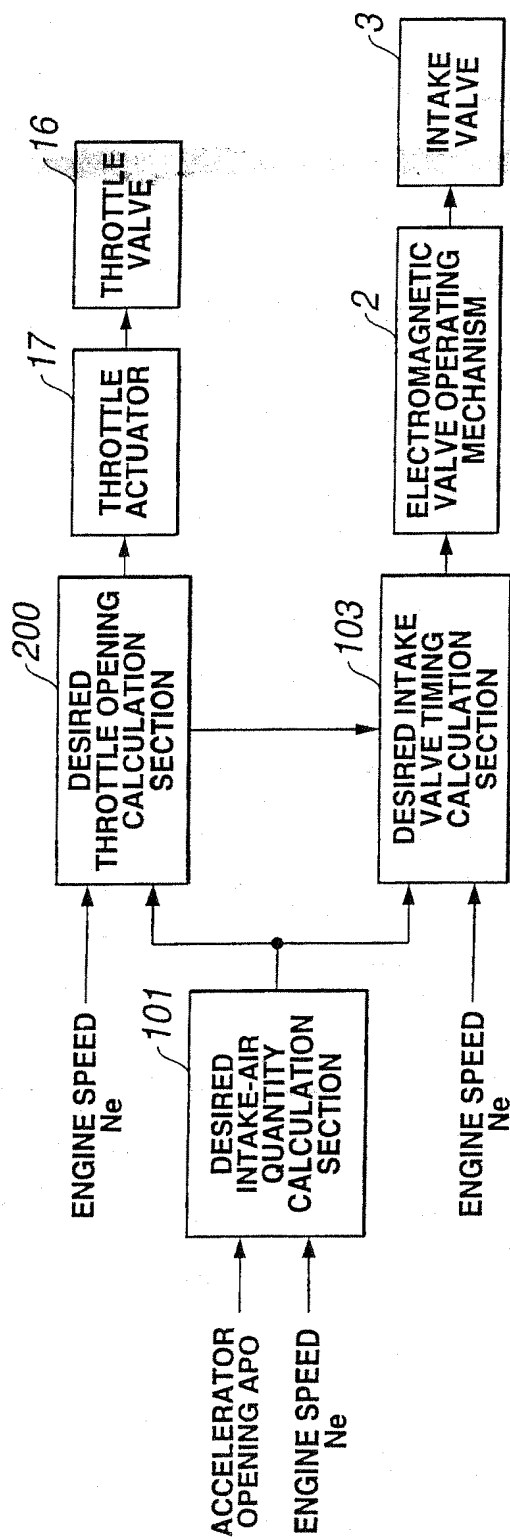 ACCELERATOR
OPENING APO
ENGINE SPEED
Ne
101
DESIRED
INTAKE-AIR
QUANTITY
CALCULATION
SECTION
ENGINE SPEED
Ne
200
DESIRED
THROTTLE OPENING
CALCULATION
SECTION
17
THROTTLE
ACTUATOR
16
THROTTLE
VALVE
ENGINE SPEED
Ne
103
DESIRED INTAKE
VALVE TIMING
CALCULATION
SECTION
2
ELECTROMAGNETIC
VALVE OPERATING
MECHANISM
3
INTAKE
VALVE